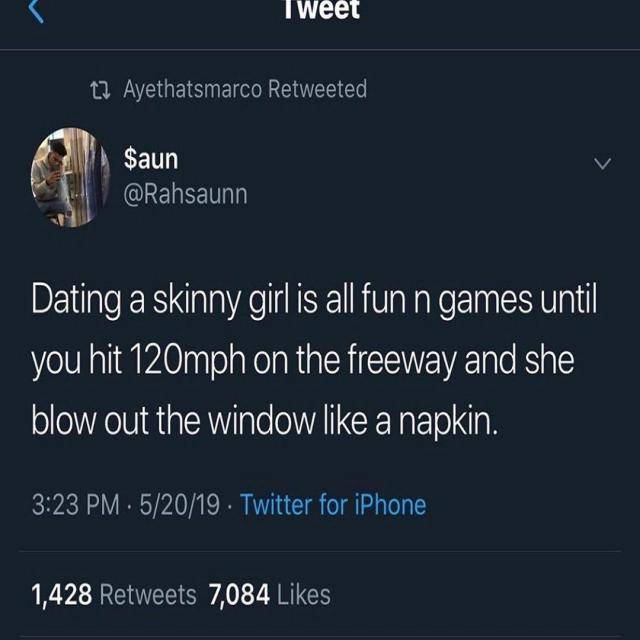 Tweet
Ayethatsmarco Retweeted
$aun
@Rahsaunn
Dating a skinny girl is all fun n games until
you hit 120mph on the freeway and she
blow out the window like a napkin.
3:23 PM · 5/20/19 · Twitter for iPhone
1,428 Retweets 7,084 Likes